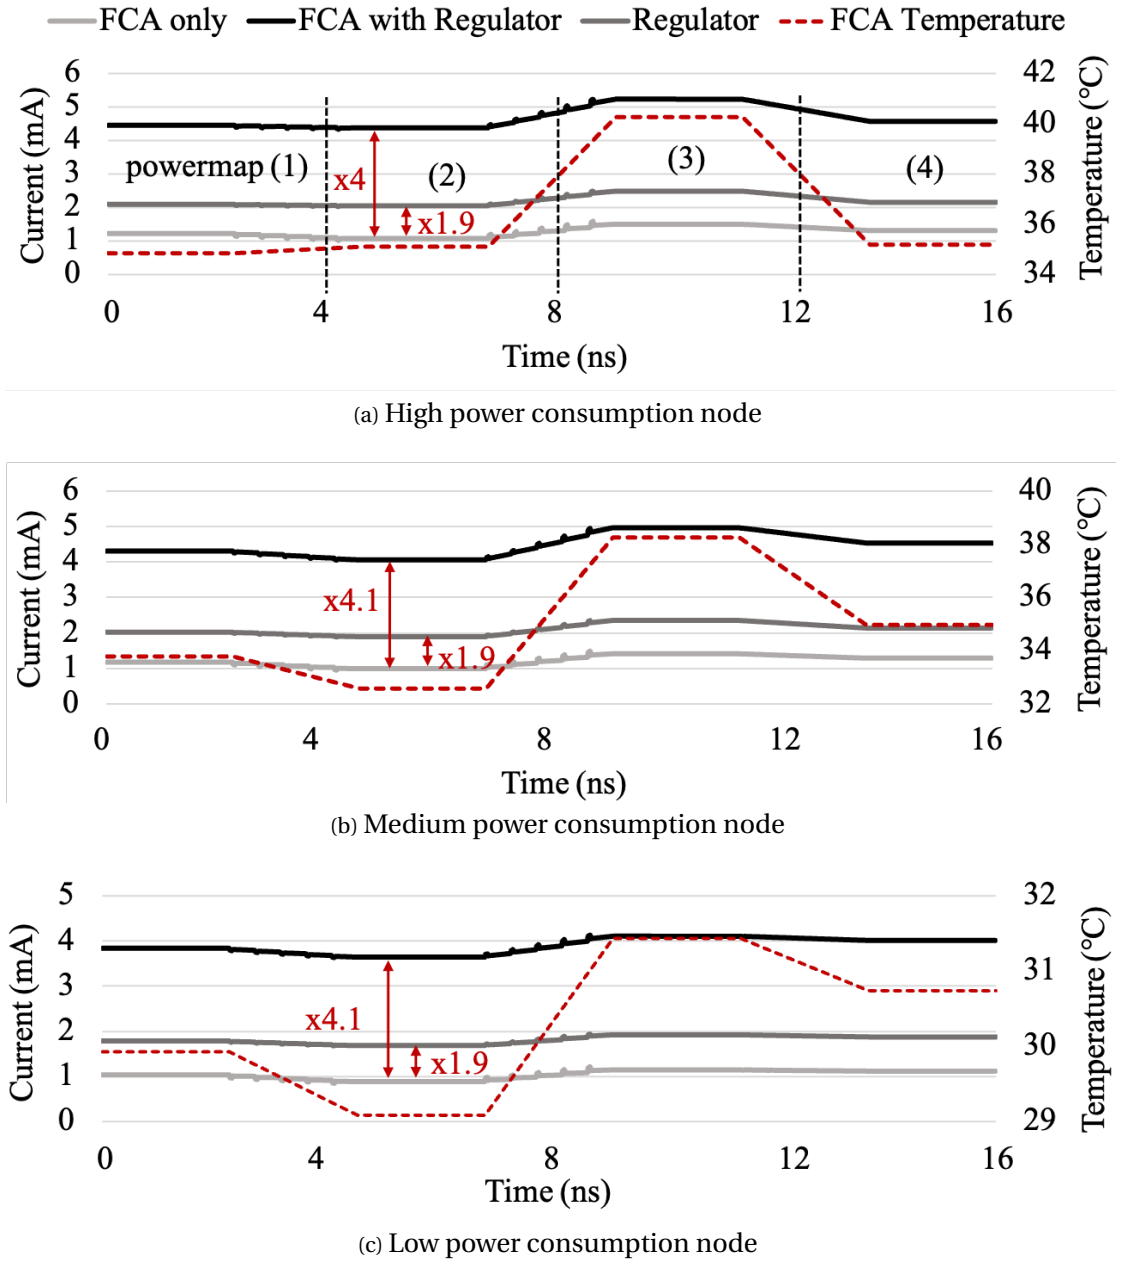 FCA only FCA with Regulator Regulator FCA Temperature
6 42
5 40
4
powermap (1) (2) (3) (4)
3 38
x4
2 36
x1.9
1
0 34
Current (mA)
Temperature (°C)
0 4 8 12 16
Time (ns)
(a) High power consumption node
6 40
5 38
4
x4.1
3 36
2 34
x1.9
1
0 32
Current (mA)
Temperature (°C)
0 4 8 12 16
Time (ns)
(b) Medium power consumption node
5 32
4
31
3
x4.1
2 30
x1.9
1
0 29
Current (mA)
Temperature (°C)
0 4 8 12 16
Time (ns)
(c) Low power consumption node